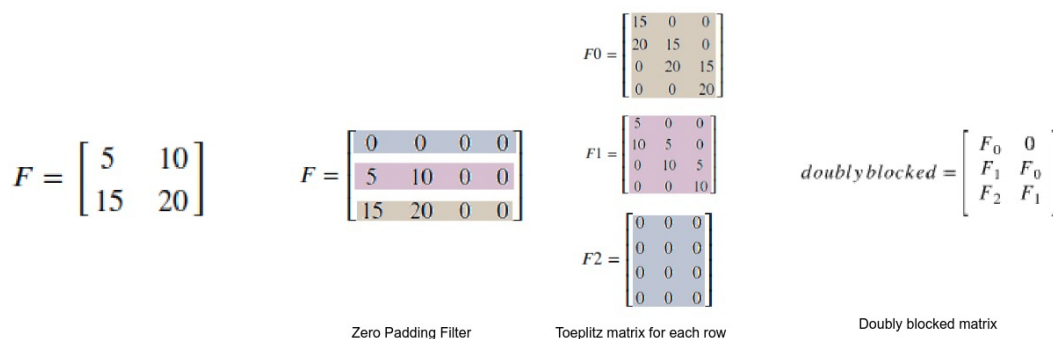 F = [ 5 10
15 20 ]
F = [ 0 0 0 0
5 10 0 0
15 20 0 0 ]
Zero Padding Filter
F0 = [ 15 0 0
20 15 0
0 20 15
0 0 20 ]
F1 = [ 5 0 0
10 5 0
0 10 5
0 0 10 ]
F2 = [ 0 0 0
0 0 0
0 0 0
0 0 0 ]
Toeplitz matrix for each row
doublyblocked = [ F₀ 0
F₁ F₀
F₂ F₁ ]
Doubly blocked matrix